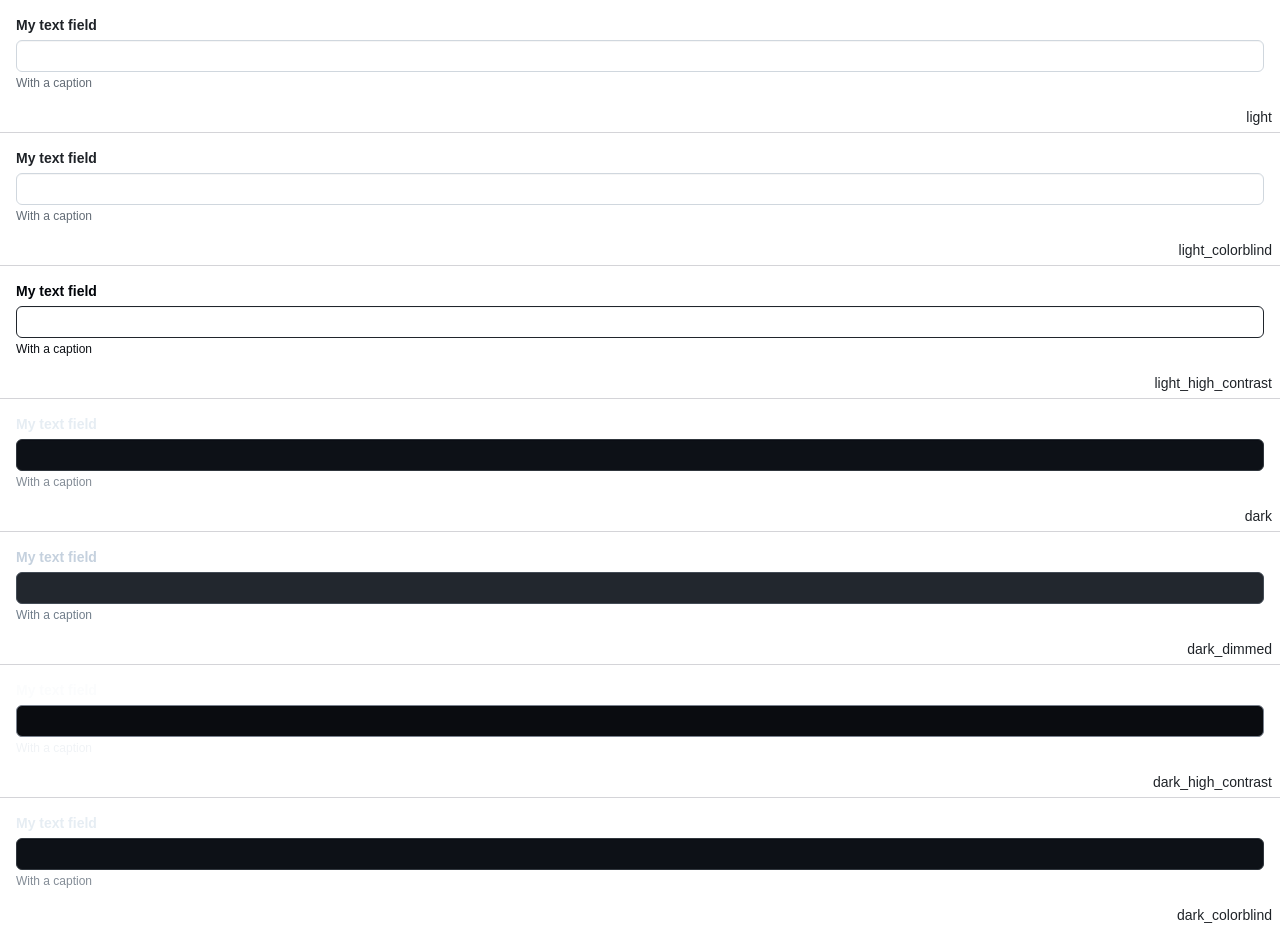 My text field
With a caption
light
My text field
With a caption
light_colorblind
My text field
With a caption
light_high_contrast
My text field
With a caption
dark
My text field
With a caption
dark_dimmed
My text field
With a caption
dark_high_contrast
My text field
With a caption
dark_colorblind